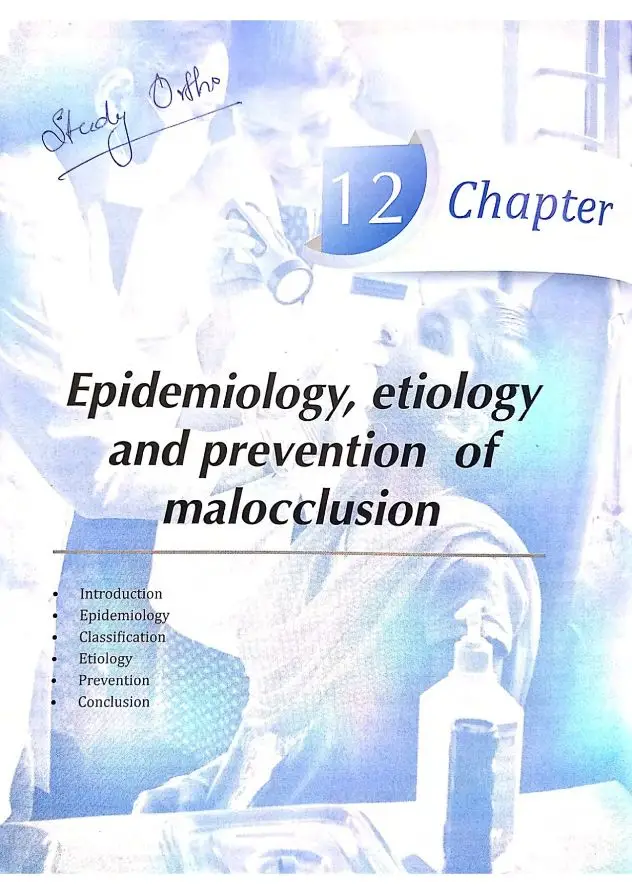 Study Ortho
12 Chapter
Epidemiology, etiology
and prevention of
malocclusion
• Introduction
• Epidemiology
• Classification
• Etiology
• Prevention
• Conclusion